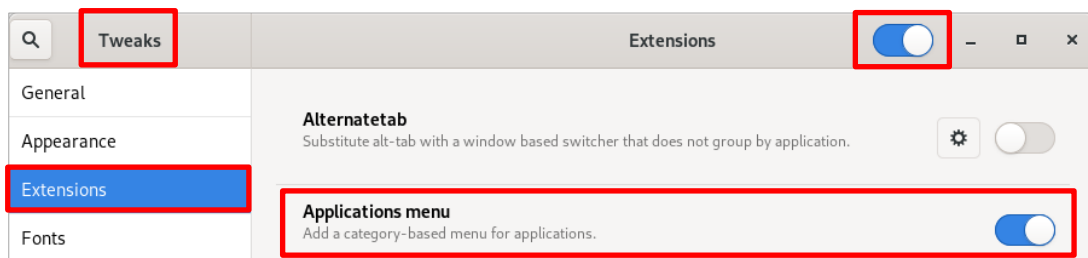 Tweaks
Extensions
General
Appearance
Extensions
Fonts
Alternatetab
Substitute alt-tab with a window based switcher that does not group by application.
Applications menu
Add a category-based menu for applications.